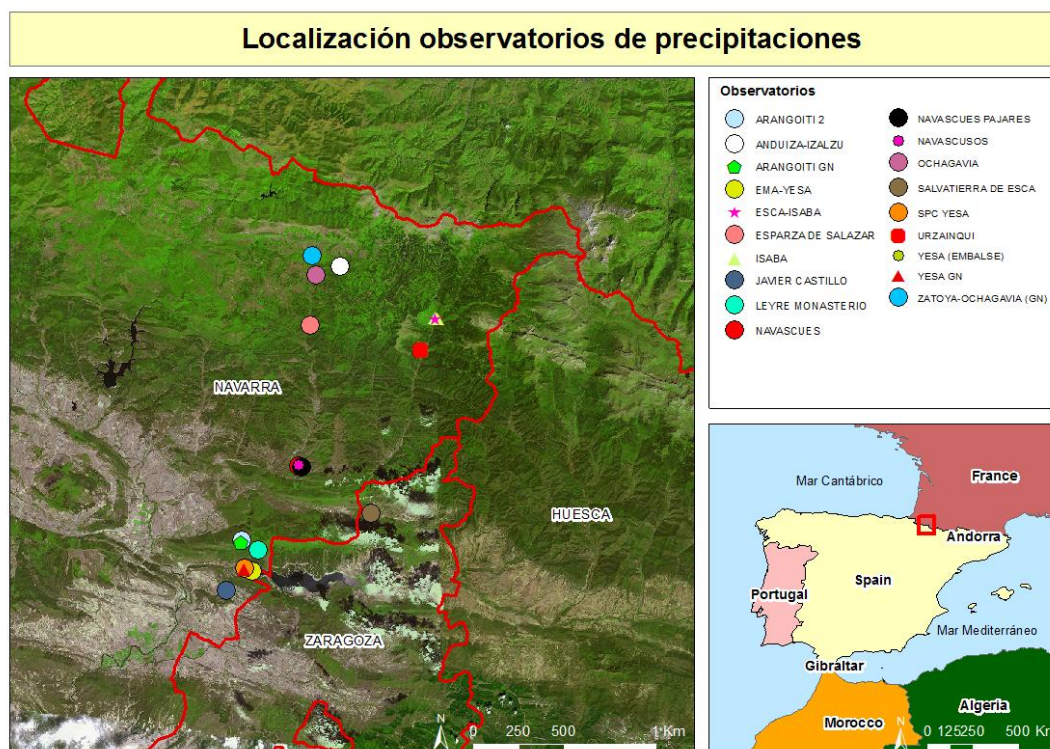 Localización observatorios de precipitaciones
Observatorios
ARANGOITI 2
ANDUIZA-IZALZU
ARANGOITI GN
EMA-YESA
ESCA-ISABA
ESPARZA DE SALAZAR
ISABA
JAVIER CASTILLO
LEYRE MONASTERIO
NAVASCUES
NAVASCUES PAJARES
NAVASCUSOS
OCHAGAVIA
SALVATIERRA DE ESCA
SPC YESA
URZAINQUI
YESA (EMBALSE)
YESA GN
ZATOYA-OCHAGAVIA (GN)
NAVARRA
HUESCA
ZARAGOZA
N
0 250 500 1 Km
Mar Cantábrico
France
Andorra
Spain
Portugal
Mar Mediterráneo
Gibráltar
Algeria
Morocco
N
0 125250 500 Km